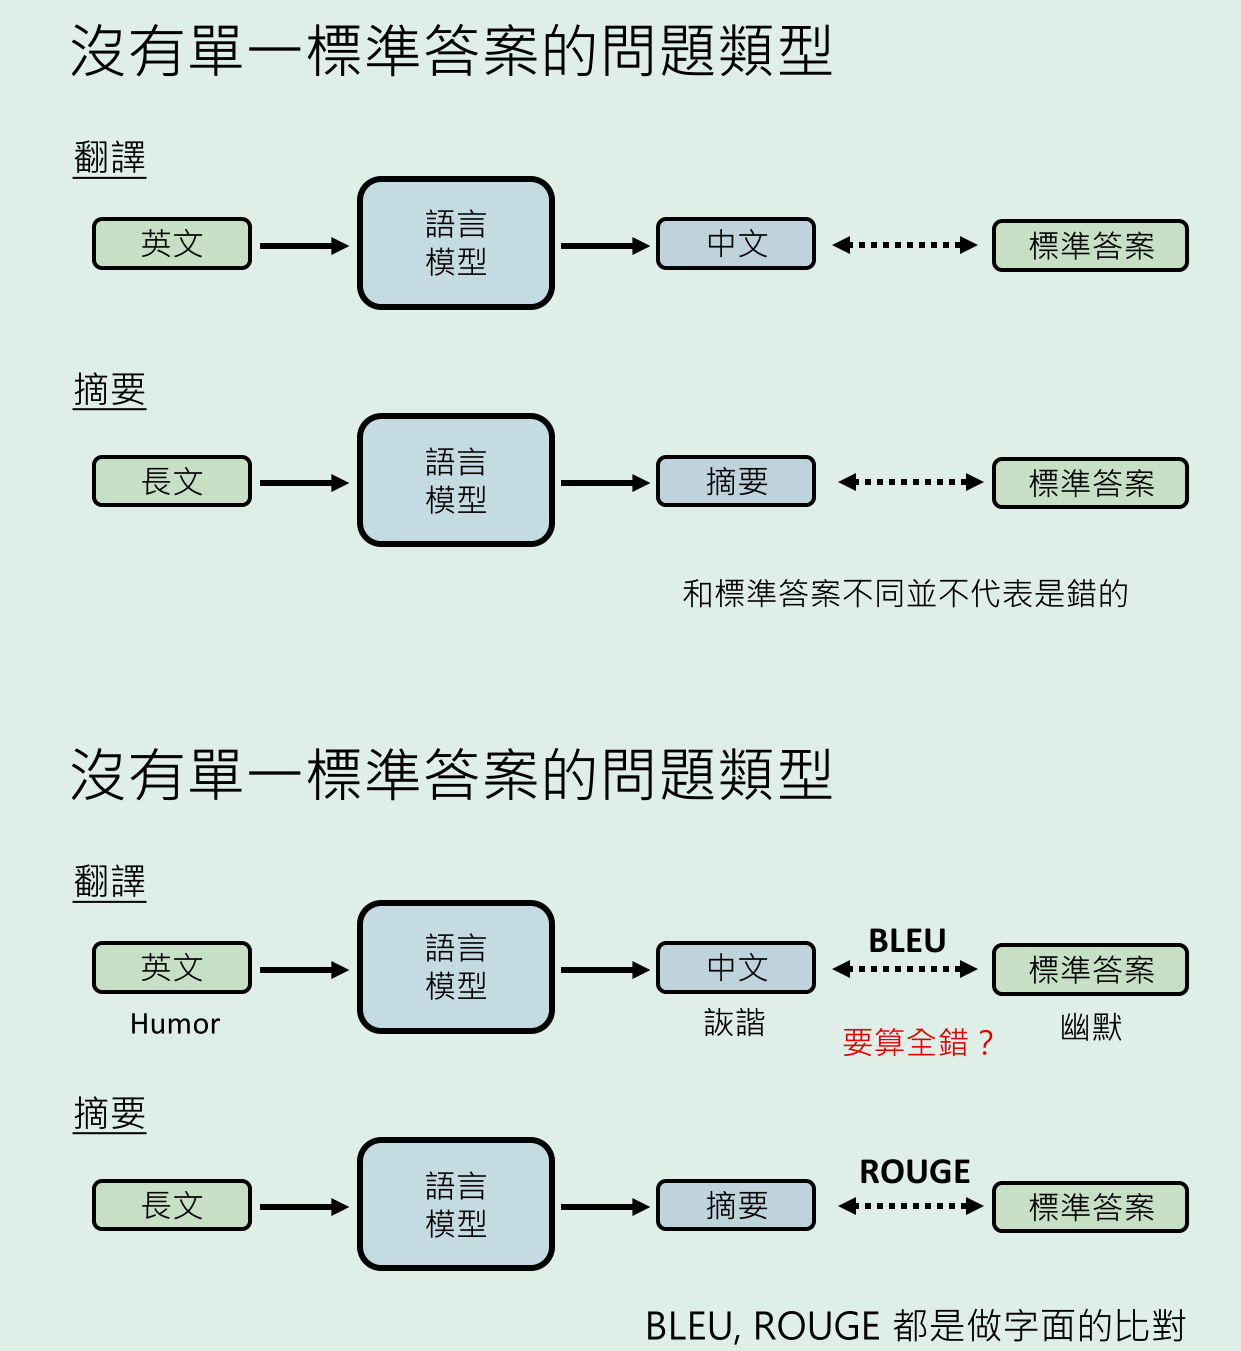 沒有單一標準答案的問題類型
翻譯
英文
語言
模型
中文
標準答案
摘要
長文
語言
模型
摘要
標準答案
和標準答案不同並不代表是錯的
沒有單一標準答案的問題類型
翻譯
英文
Humor
語言
模型
中文
詼諧
BLEU
要算全錯？
標準答案
幽默
摘要
長文
語言
模型
摘要
ROUGE
標準答案
BLEU, ROUGE 都是做字面的比對